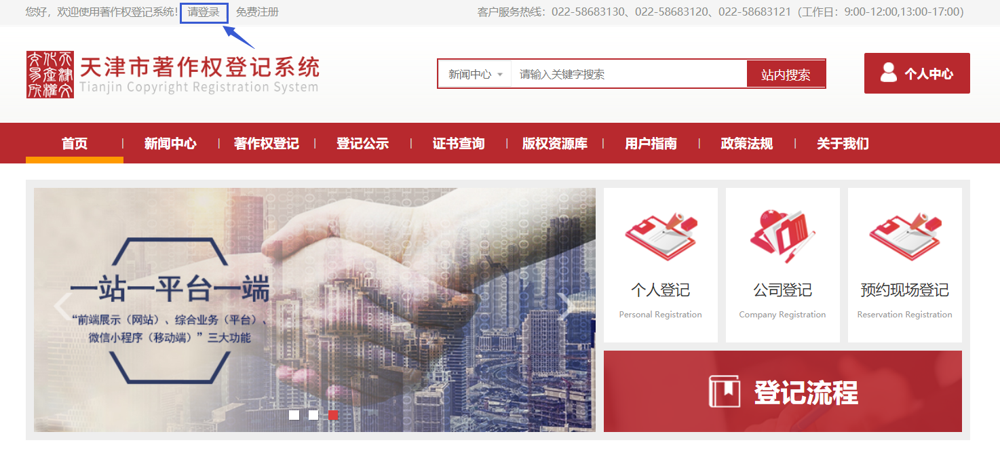 您好，欢迎使用著作权登记系统! 请登录 免费注册
客户服务热线：022-58683130、022-58683120、022-58683121（工作日：9:00-12:00,13:00-17:00）
天津市著作权登记系统
Tianjin Copyright Registration System
新闻中心 请输入关键字搜索 站内搜索
个人中心
首页 | 新闻中心 | 著作权登记 | 登记公示 | 证书查询 | 版权资源库 | 用户指南 | 政策法规 | 关于我们
一站一平台一端
“前端展示（网站）、综合业务（平台）、
微信小程序（移动端）”三大功能
个人登记
Personal Registration
公司登记
Company Registration
预约现场登记
Reservation Registration
登记流程